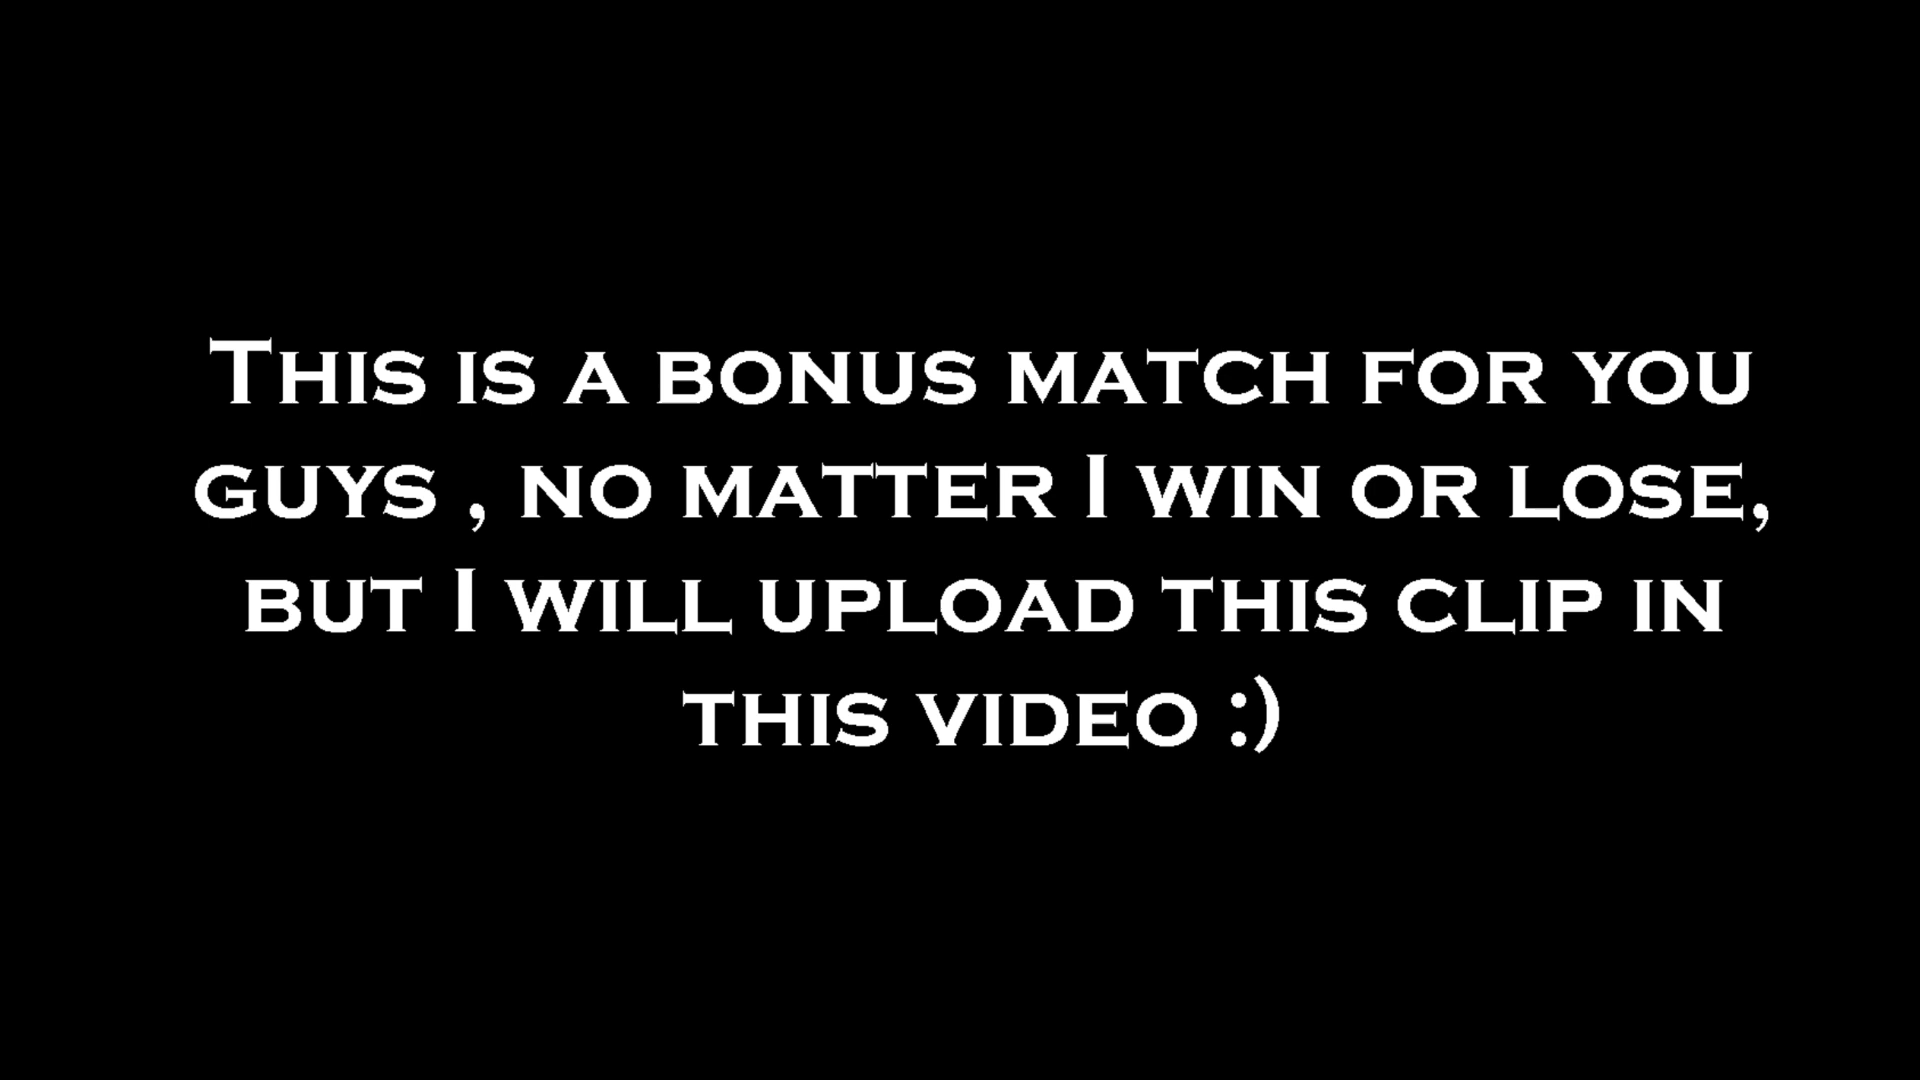 This is a bonus match for you
guys , no matter I win or lose,
but I will upload this clip in
this video :)